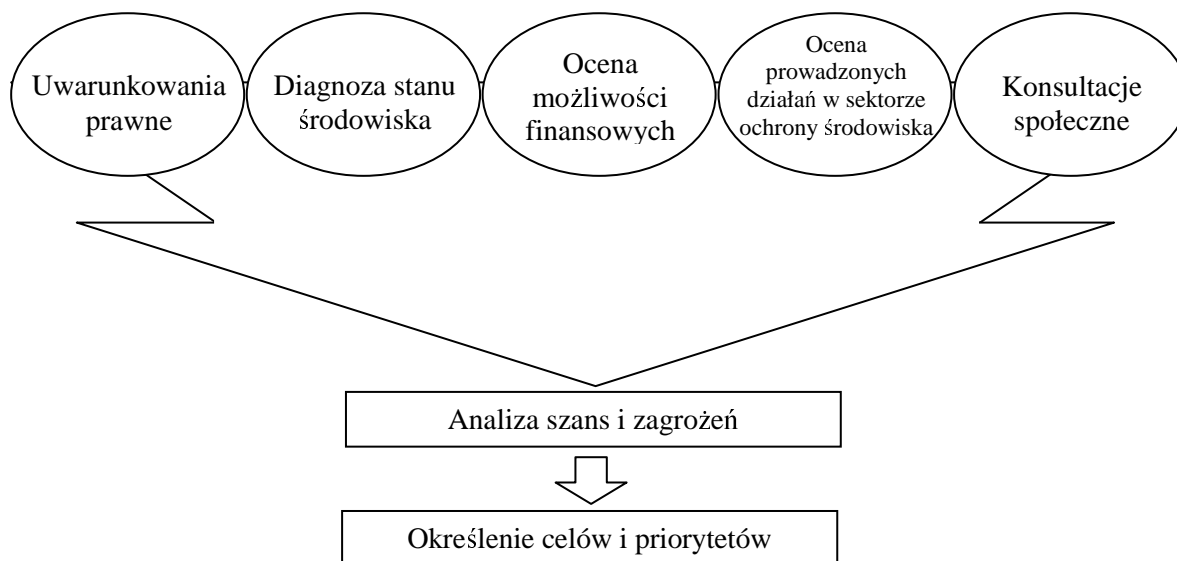 Uwarunkowania
prawne
Diagnoza stanu
środowiska
Ocena
możliwości
finansowych
Ocena
prowadzonych
działań w sektorze
ochrony środowiska
Konsultacje
społeczne
Analiza szans i zagrożeń
Określenie celów i priorytetów